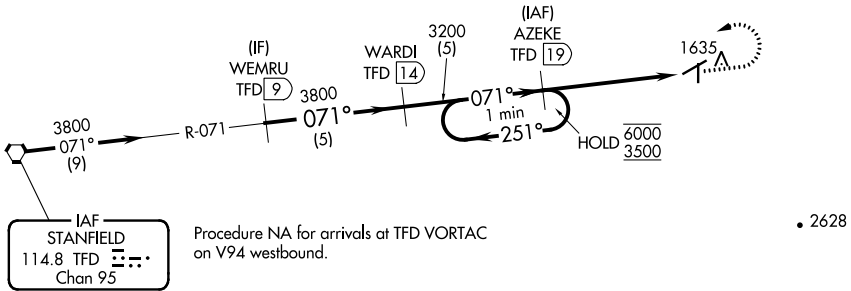 (IAF)
AZEKE
TFD 19
3200
(5)
1635
(IF)
WEMRU
TFD 9
WARDI
TFD 14
3800
071°
(5)
071°
1 min
251°
HOLD 6000
3500
3800
071°
(9)
R-071
IAF
STANFIELD
114.8 TFD
Chan 95
Procedure NA for arrivals at TFD VORTAC
on V94 westbound.
2628